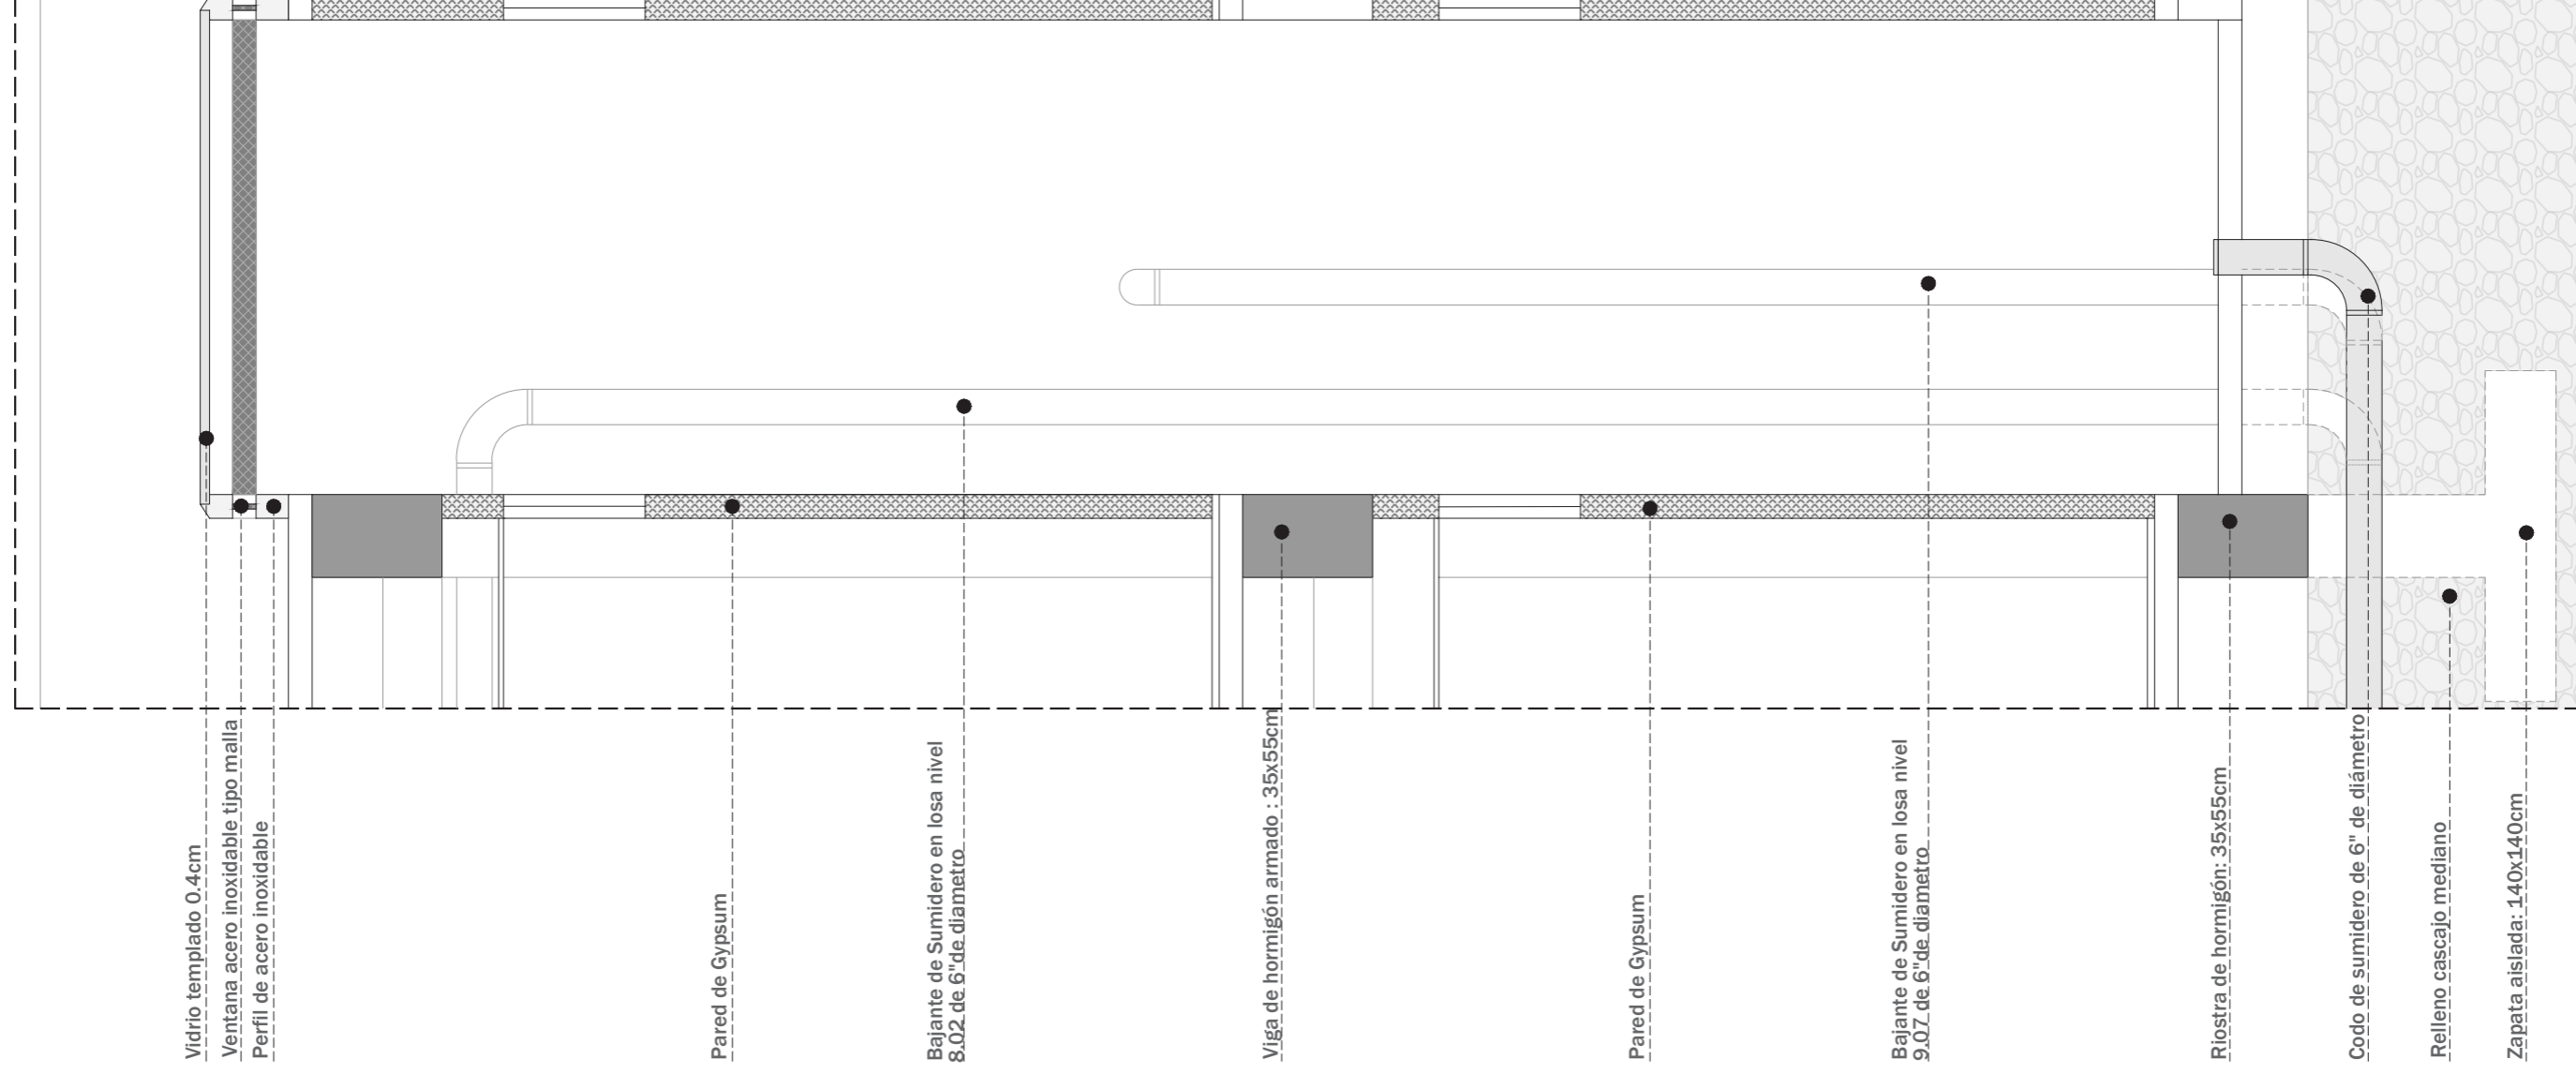 Vidrio templado 0.4cm
Ventana acero inoxidable tipo malla
Perfil de acero inoxidable
Pared de Gypsum
Bajante de Sumidero en losa nivel
8.02 de 6"de diametro
Viga de hormigón armado : 35x55cm
Pared de Gypsum
Bajante de Sumidero en losa nivel
9.07 de 6"de diametro
Riostra de hormigón: 35x55cm
Codo de sumidero de 6" de diámetro
Relleno cascajo mediano
Zapata aislada: 140x140cm